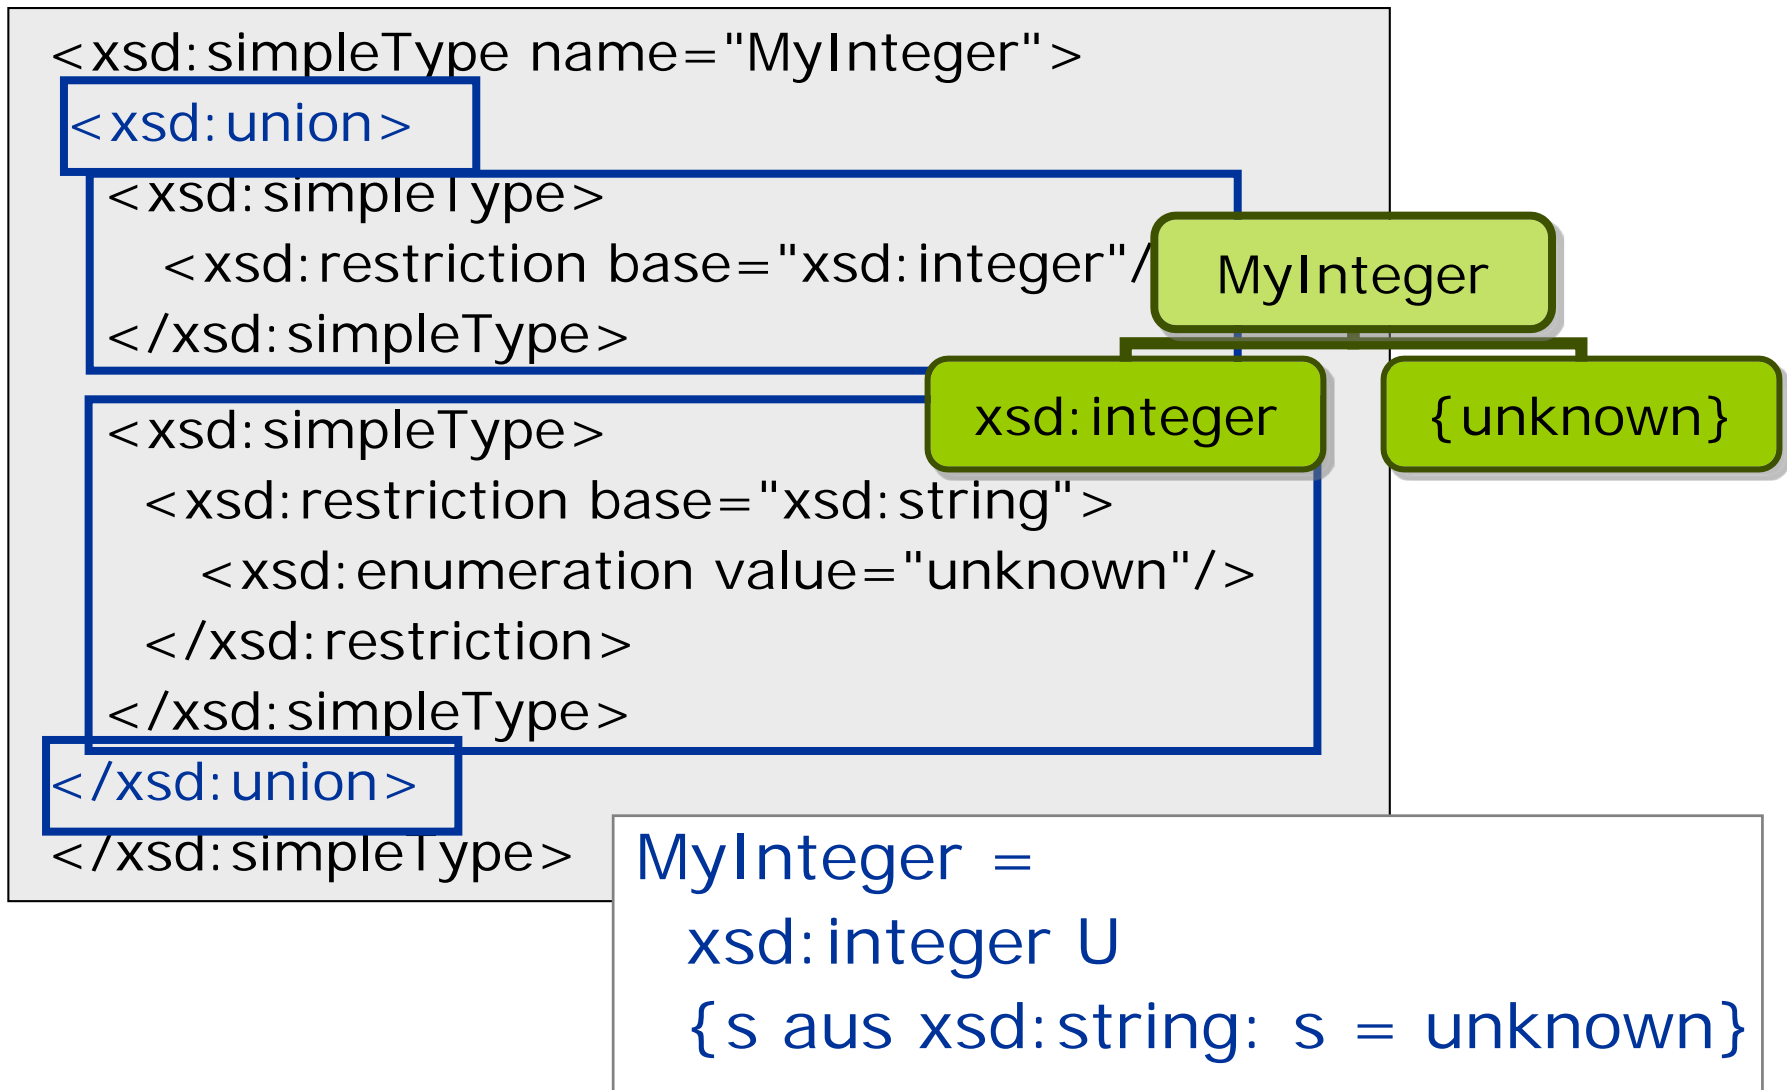 <xsd:simpleType name="MyInteger">
<xsd:union>
<xsd:simpleType>
<xsd:restriction base="xsd:integer"/
</xsd:simpleType>
<xsd:simpleType>
<xsd:restriction base="xsd:string">
<xsd:enumeration value="unknown"/>
</xsd:restriction>
</xsd:simpleType>
</xsd:union>
</xsd:simpleType>
MyInteger
xsd:integer
{unknown}
MyInteger =
xsd:integer U
{s aus xsd:string: s = unknown}